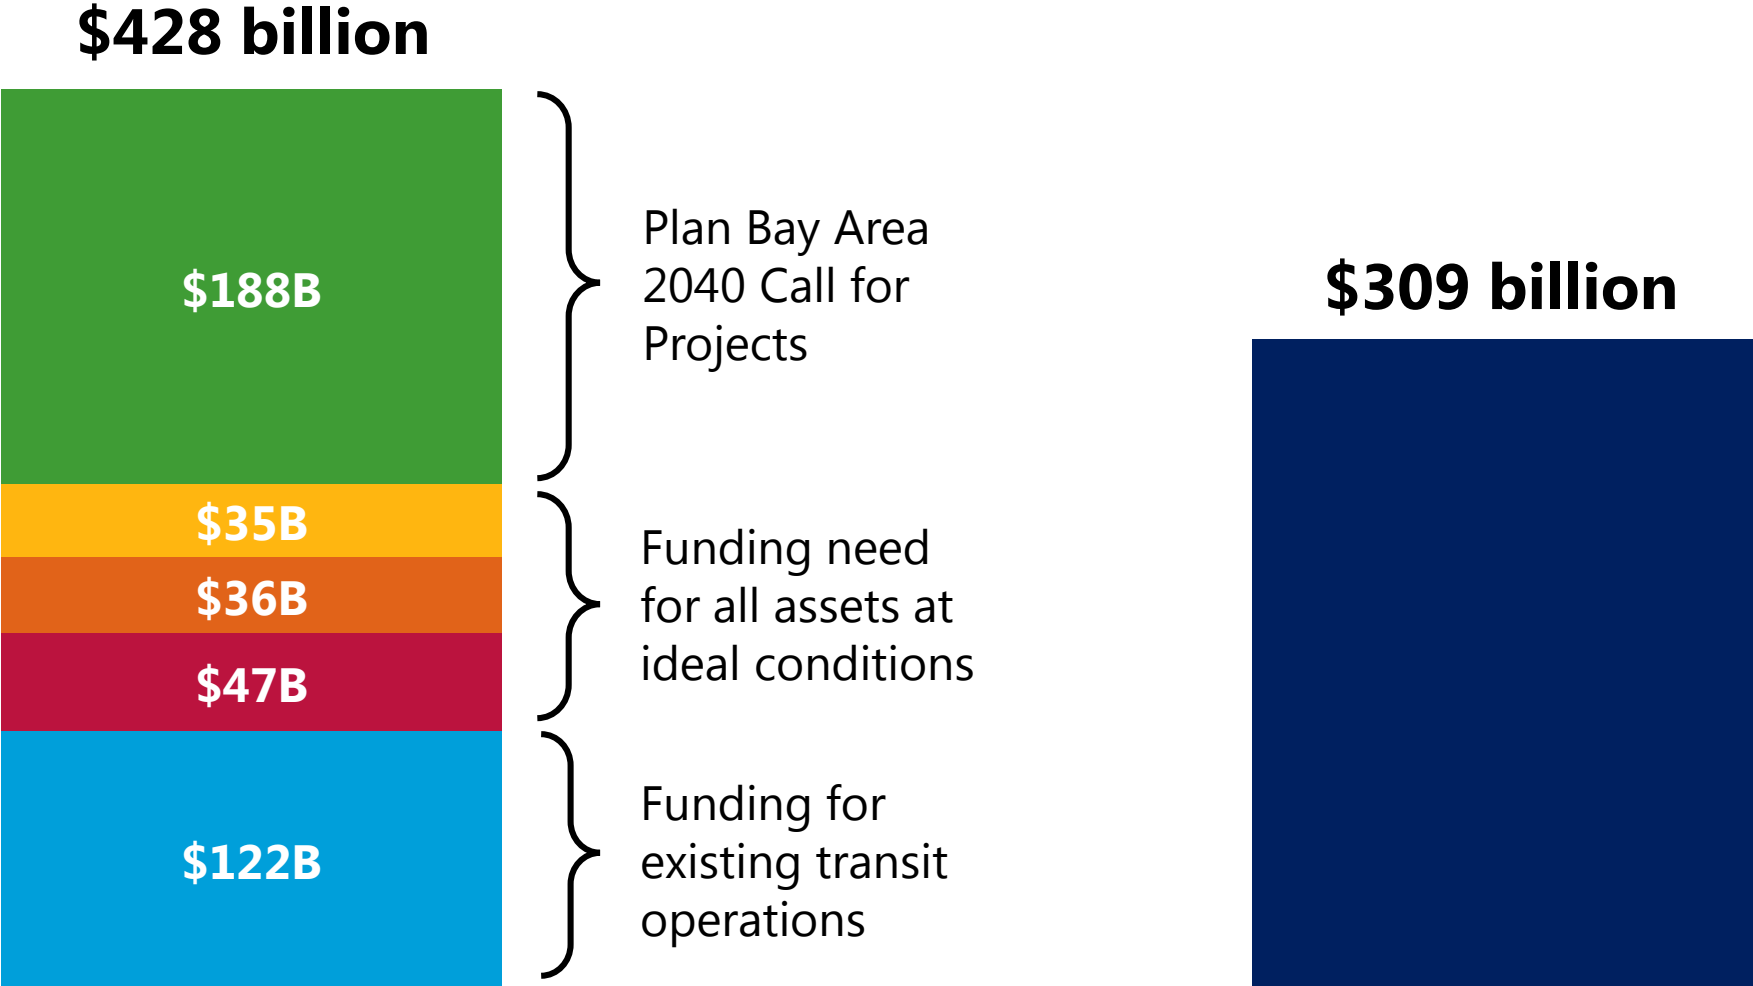 $428 billion
$188B
Plan Bay Area
2040 Call for
Projects
$35B
$36B
$47B
Funding need
for all assets at
ideal conditions
$122B
Funding for
existing transit
operations
$309 billion